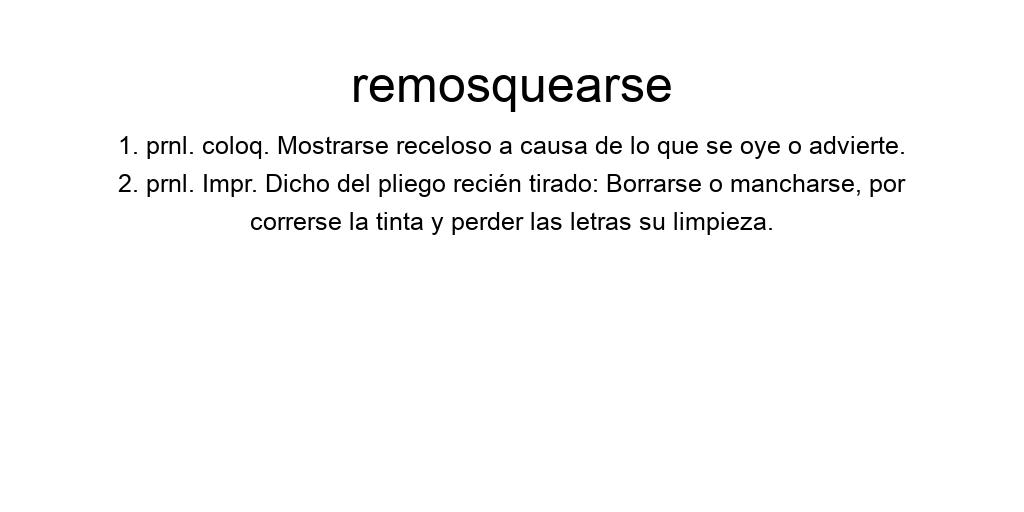 remosquearse
1. prnl. coloq. Mostrarse receloso a causa de lo que se oye o advierte.
2. prnl. Impr. Dicho del pliego recién tirado: Borrarse o mancharse, por
correrse la tinta y perder las letras su limpieza.